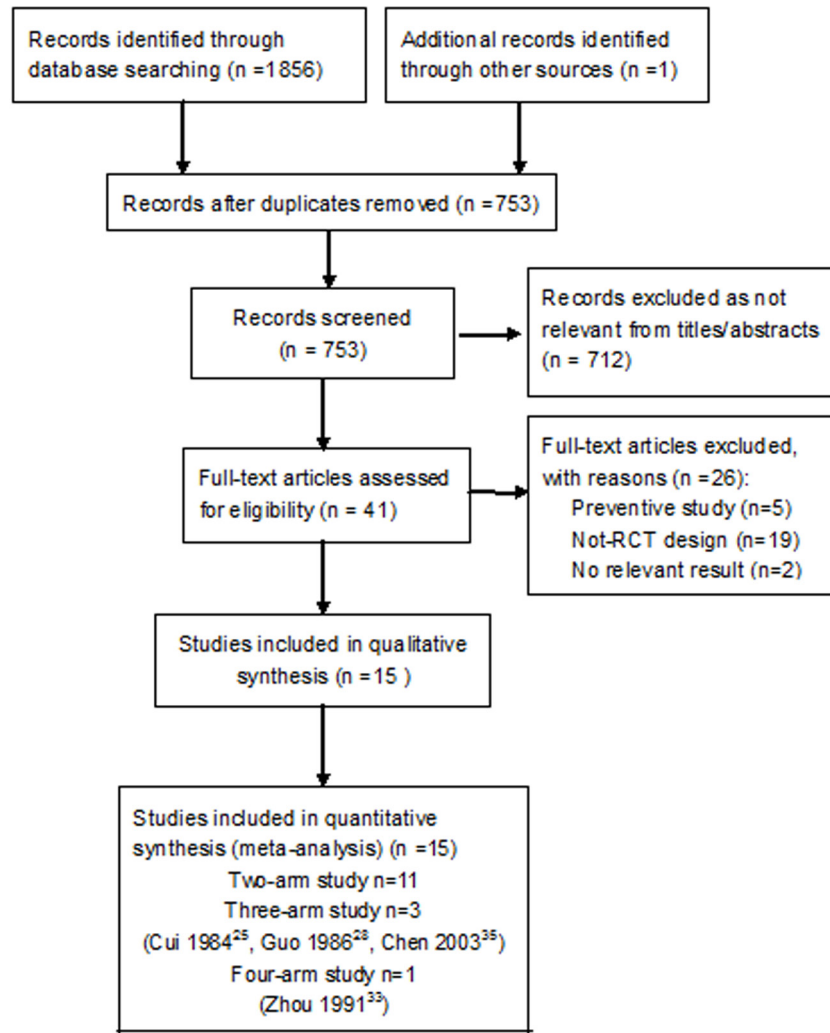 Records identified through
database searching (n =1856)
Additional records identified
through other sources (n =1)
Records after duplicates removed (n =753)
Records screened
(n = 753)
Records excluded as not
relevant from titles/abstracts
(n = 712)
Full-text articles assessed
for eligibility (n = 41)
Full-text articles excluded,
with reasons (n =26):
Preventive study (n=5)
Not-RCT design (n=19)
No relevant result (n=2)
Studies included in qualitative
synthesis (n =15 )
Studies included in quantitative
synthesis (meta-analysis) (n =15)
Two-arm study n=11
Three-arm study n=3
(Cui 1984²⁵, Guo 1986²⁸, Chen 2003³⁵)
Four-arm study n=1
(Zhou 1991³³)